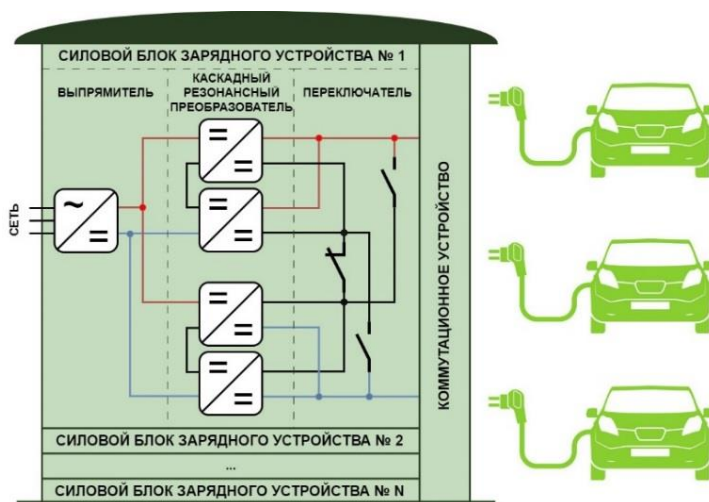 СИЛОВОЙ БЛОК ЗАРЯДНОГО УСТРОЙСТВА № 1
ВЫПРЯМИТЕЛЬ
КАСКАДНЫЙ
РЕЗОНАНСНЫЙ
ПРЕОБРАЗОВАТЕЛЬ
ПЕРЕКЛЮЧАТЕЛЬ
СЕТЬ
КОММУТАЦИОННОЕ УСТРОЙСТВО
СИЛОВОЙ БЛОК ЗАРЯДНОГО УСТРОЙСТВА № 2
...
СИЛОВОЙ БЛОК ЗАРЯДНОГО УСТРОЙСТВА № N